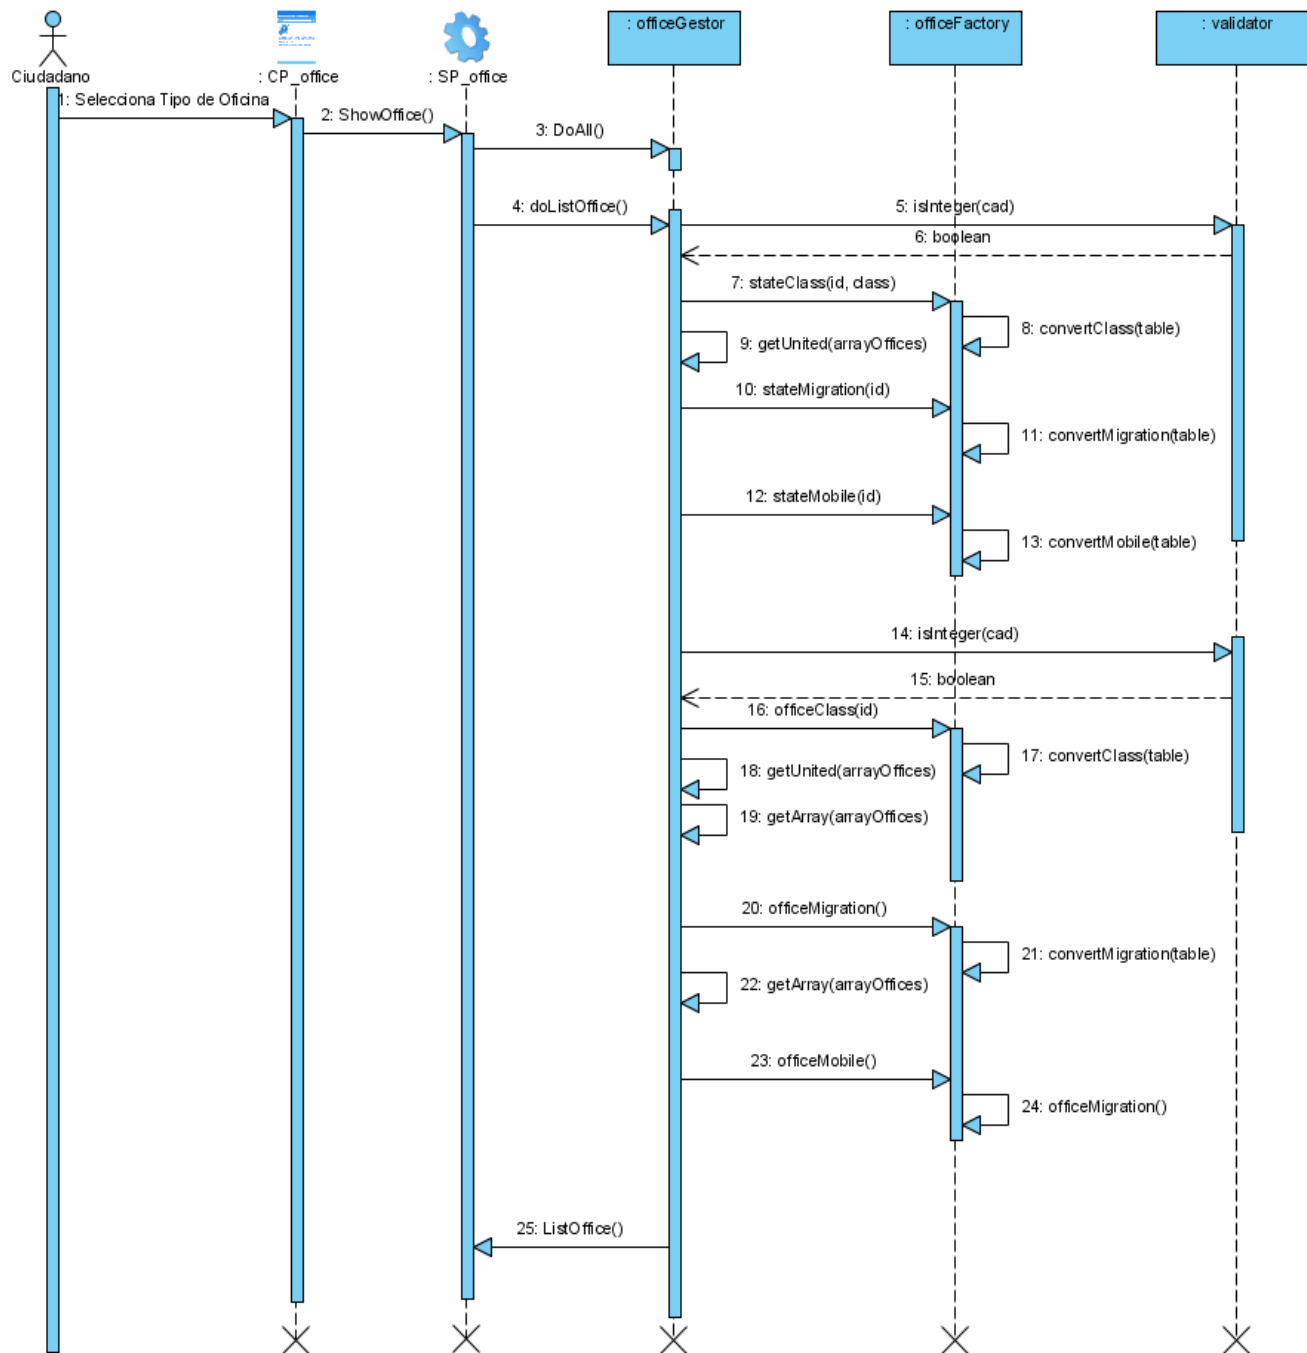 : officeGestor
: officeFactory
: validator
Ciudadano
: CP_office
: SP_office
1: Selecciona Tipo de Oficina
2: ShowOffice()
3: DoAll()
4: doListOffice()
5: isInteger(cad)
6: boolean
7: stateClass(id, class)
8: convertClass(table)
9: getUnited(arrayOffices)
10: stateMigration(id)
11: convertMigration(table)
12: stateMobile(id)
13: convertMobile(table)
14: isInteger(cad)
15: boolean
16: officeClass(id)
17: convertClass(table)
18: getUnited(arrayOffices)
19: getArray(arrayOffices)
20: officeMigration()
21: convertMigration(table)
22: getArray(arrayOffices)
23: officeMobile()
24: officeMigration()
25: ListOffice()